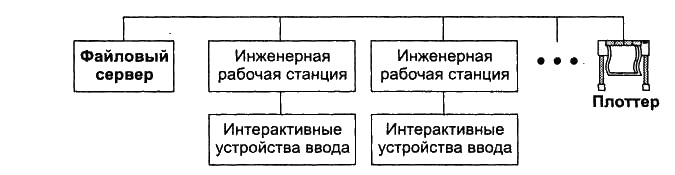 Файловый
сервер
Инженерная
рабочая станция
Инженерная
рабочая станция
Плоттер
Интерактивные
устройства ввода
Интерактивные
устройства ввода